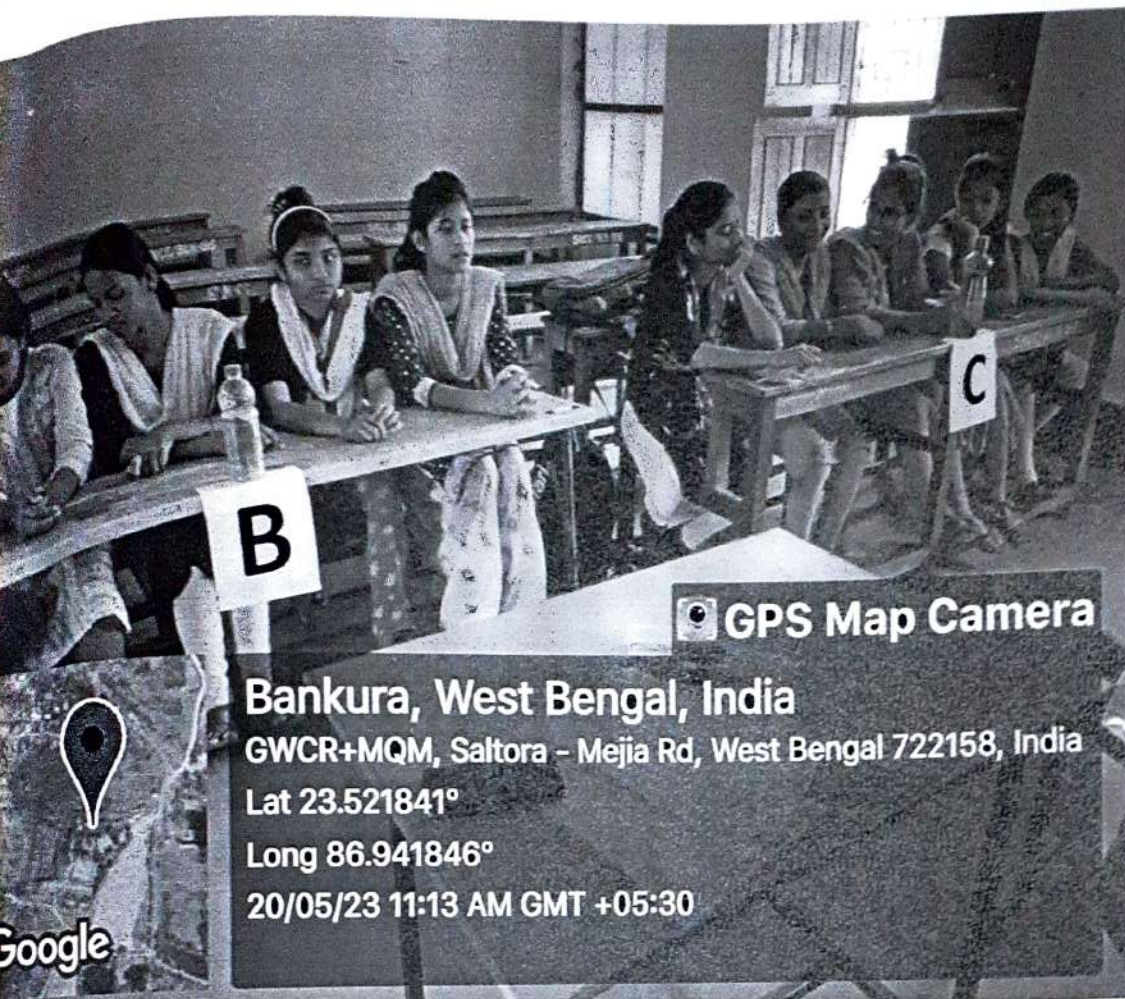 B
C
GPS Map Camera
Bankura, West Bengal, India
GWCR+MQM, Saltora - Mejia Rd, West Bengal 722158, India
Lat 23.521841°
Long 86.941846°
20/05/23 11:13 AM GMT +05:30
Google